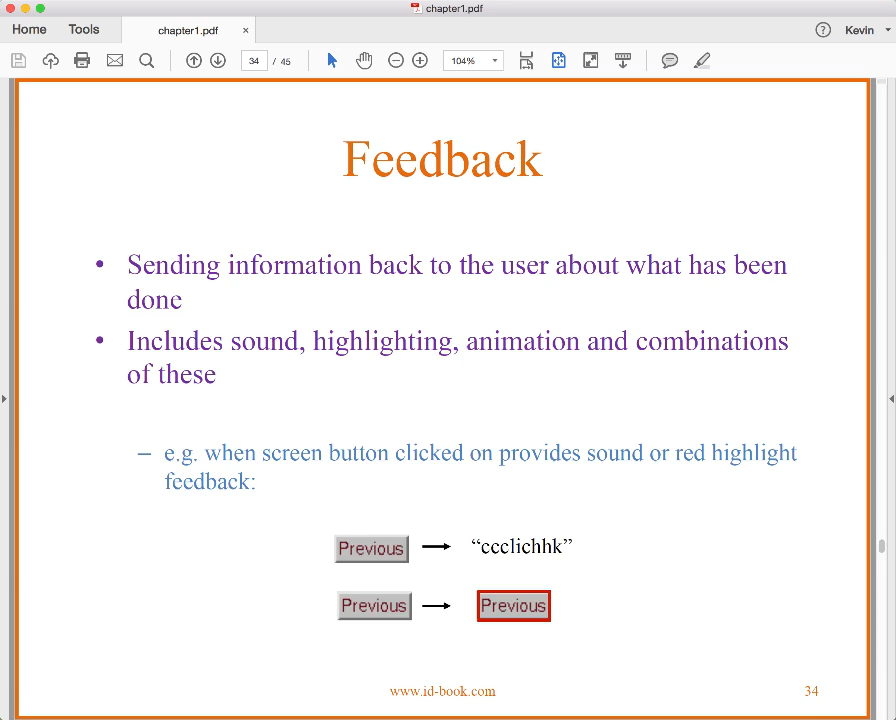 chapter1.pdf
Home Tools chapter1.pdf × ? Kevin
34 / 45 104%
Feedback
• Sending information back to the user about what has been
done
• Includes sound, highlighting, animation and combinations
of these
– e.g. when screen button clicked on provides sound or red highlight
feedback:
Previous → “ccclichhk”
Previous → Previous
www.id-book.com 34